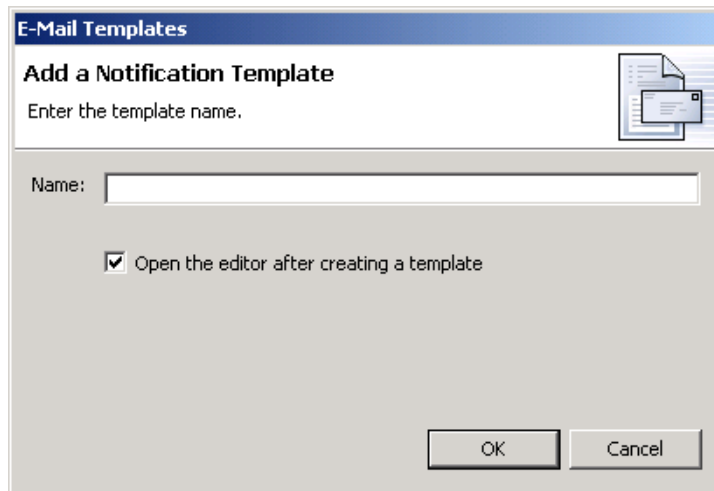 E-Mail Templates
Add a Notification Template
Enter the template name.
Name:
Open the editor after creating a template
OK Cancel